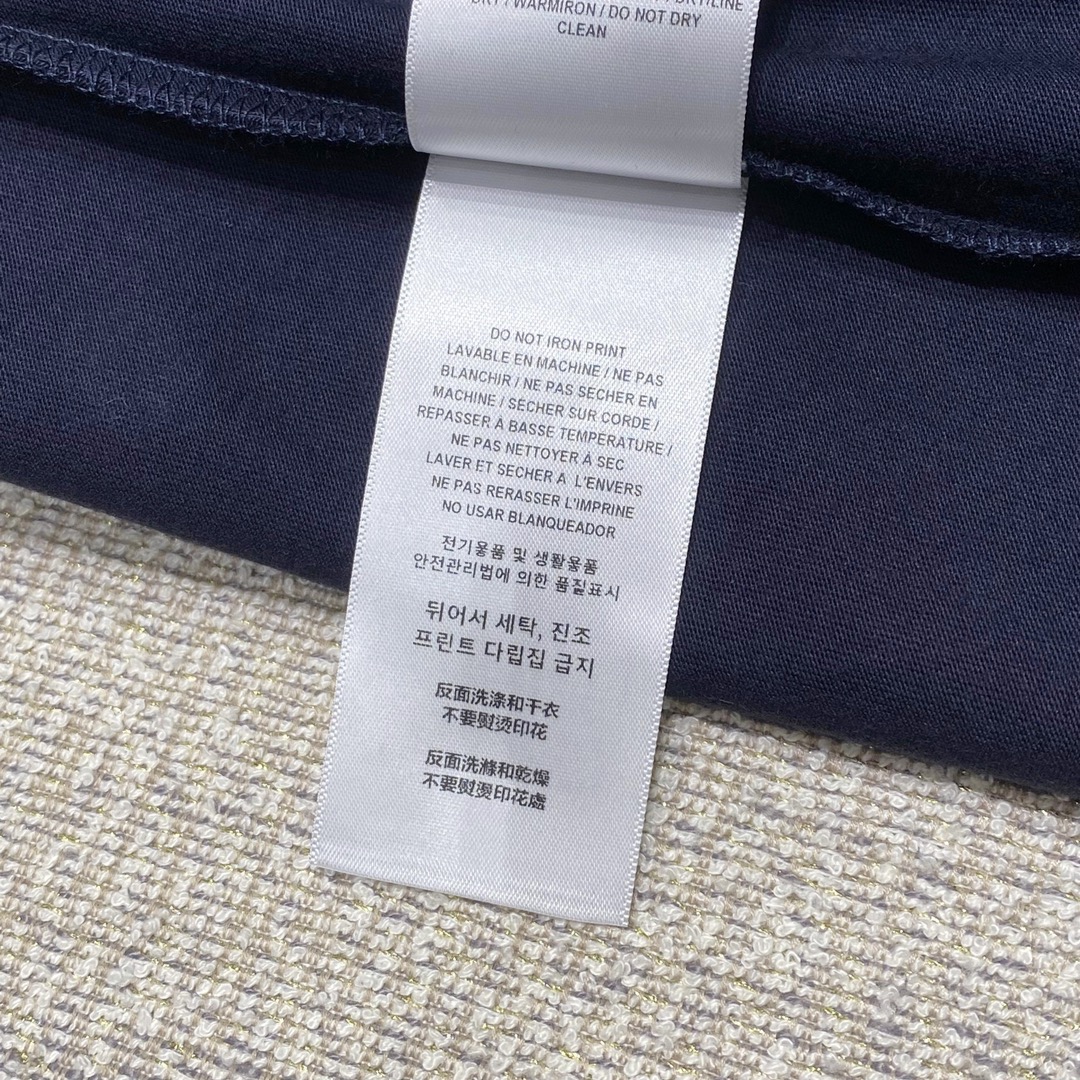 DRY / WARMIRON / DO NOT DRY
CLEAN
DO NOT IRON PRINT
LAVABLE EN MACHINE / NE PAS
BLANCHIR / NE PAS SECHER EN
MACHINE / SÉCHER SUR CORDE /
REPASSER À BASSE TEMPERATURE /
NE PAS NETTOYER À SEC
LAVER ET SECHER A L'ENVERS
NE PAS RERASSER L'IMPRINE
NO USAR BLANQUEADOR
전기욯품 및 생활욯폼
안전관리법에 의한 품질표시
뒤어서 세탁, 진조
프린트 다립집 급지
反面洗涤和干衣
不要熨烫印花
反面洗滌和乾燥
不要熨燙印花處